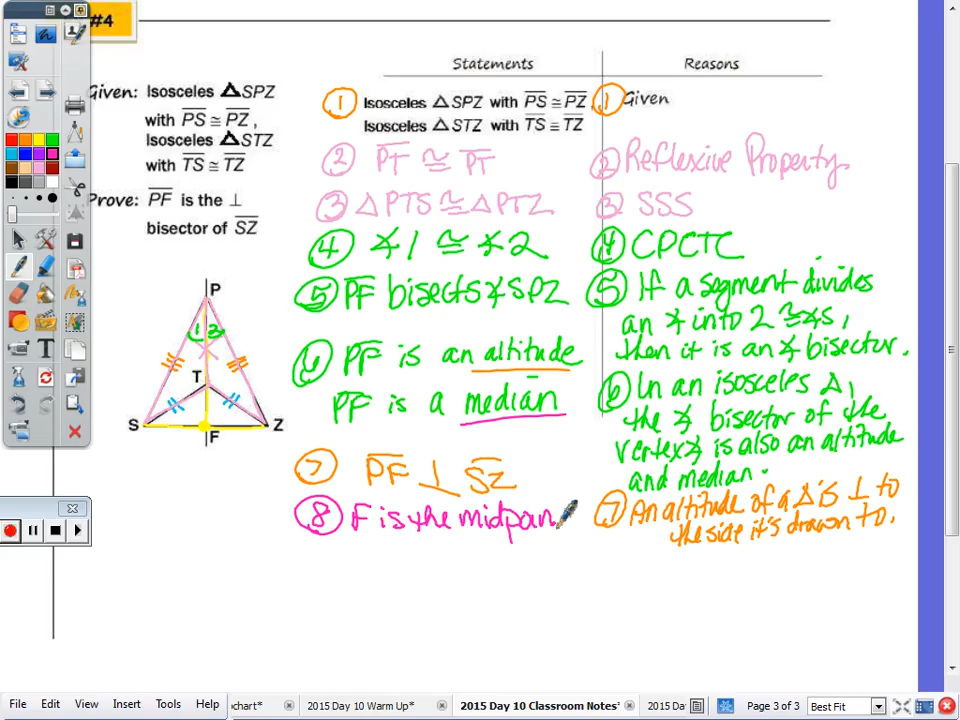 #4
Statements
Reasons
Given: Isosceles △SPZ
with PS ≅ PZ,
Isosceles △STZ
with TS ≅ TZ
Prove: PF is the ⊥
bisector of SZ
P
1 2
T
S
F
Z
① Isosceles △SPZ with PS ≅ PZ,
Isosceles △STZ with TS ≅ TZ
① Given
② PT ≅ PT
② Reflexive Property
③ △PTS ≅ △PTZ
③ SSS
④ ∡1 ≅ ∡2
④ CPCTC
⑤ PF bisects ∡SPZ
⑤ If a segment divides
an ∡ into 2 ≅ ∡s,
then it is an ∡ bisector.
⑥ PF is an altitude
PF is a median
⑥ In an isosceles △,
the ∡ bisector of the
vertex ∡ is also an altitude
and median.
⑦ PF ⊥ SZ
⑦ An altitude of a △ is ⊥ to
the side it's drawn to.
⑧ F is the midpoin
File Edit View Insert Tools Help
ochart*
2015 Day 10 Warm Up*
2015 Day 10 Classroom Notes*
2015 Da
Page 3 of 3
Best Fit